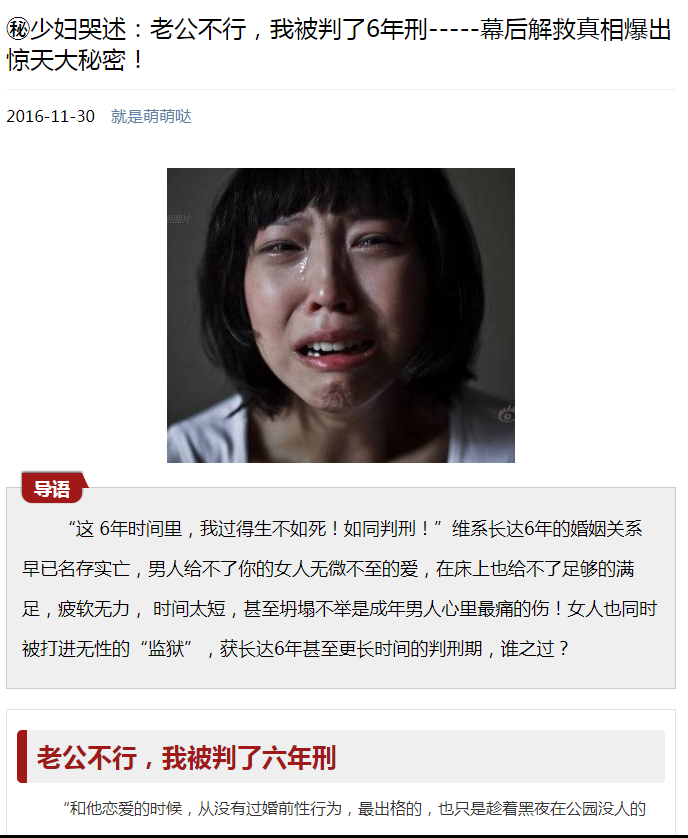 ㊙少妇哭述：老公不行，我被判了6年刑-----幕后解救真相爆出
惊天大秘密！
2016-11-30 就是萌萌哒
图片
导语
“这 6年时间里，我过得生不如死！如同判刑！”维系长达6年的婚姻关系
早已名存实亡，男人给不了你的女人无微不至的爱，在床上也给不了足够的满
足，疲软无力， 时间太短，甚至坍塌不举是成年男人心里最痛的伤！女人也同时
被打进无性的“监狱”，获长达6年甚至更长时间的判刑期，谁之过？
老公不行，我被判了六年刑
“和他恋爱的时候，从没有过婚前性行为，最出格的，也只是趁着黑夜在公园没人的